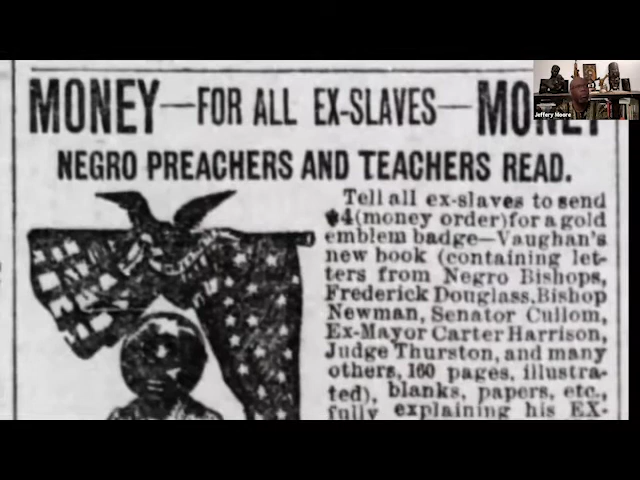 MONEY—FOR ALL EX-SLAVES—MONEY
NEGRO PREACHERS AND TEACHERS READ.
Tell all ex-slaves to send
$4(money order)for a gold
emblem badge—Vaughan's
new book (containing let-
ters from Negro Bishops,
Frederick Douglass, Bishop
Newman, Senator Cullom,
Ex-Mayor Carter Harrison,
Judge Thurston, and many
others, 160 pages, illustra-
ted), blanks, papers, etc.,
fully explaining his EX-
Jeffery Moore